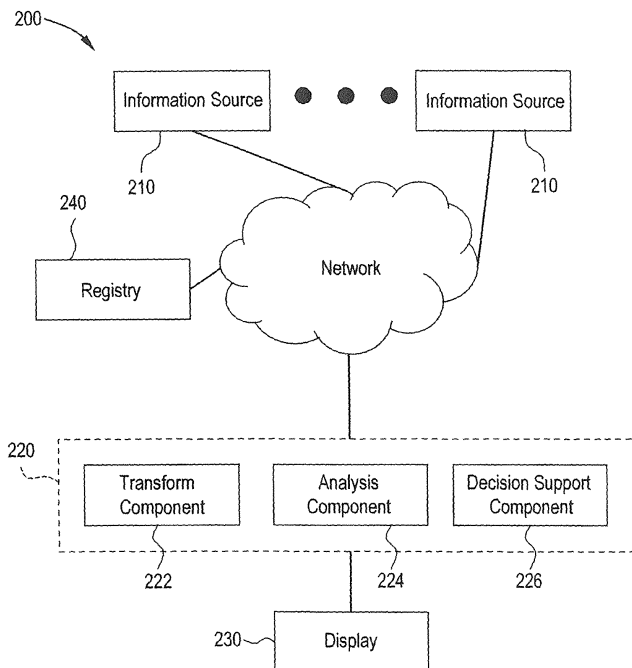 200
Information Source
Information Source
210
210
240
Registry
Network
220
Transform
Component
Analysis
Component
Decision Support
Component
222
224
226
230
Display